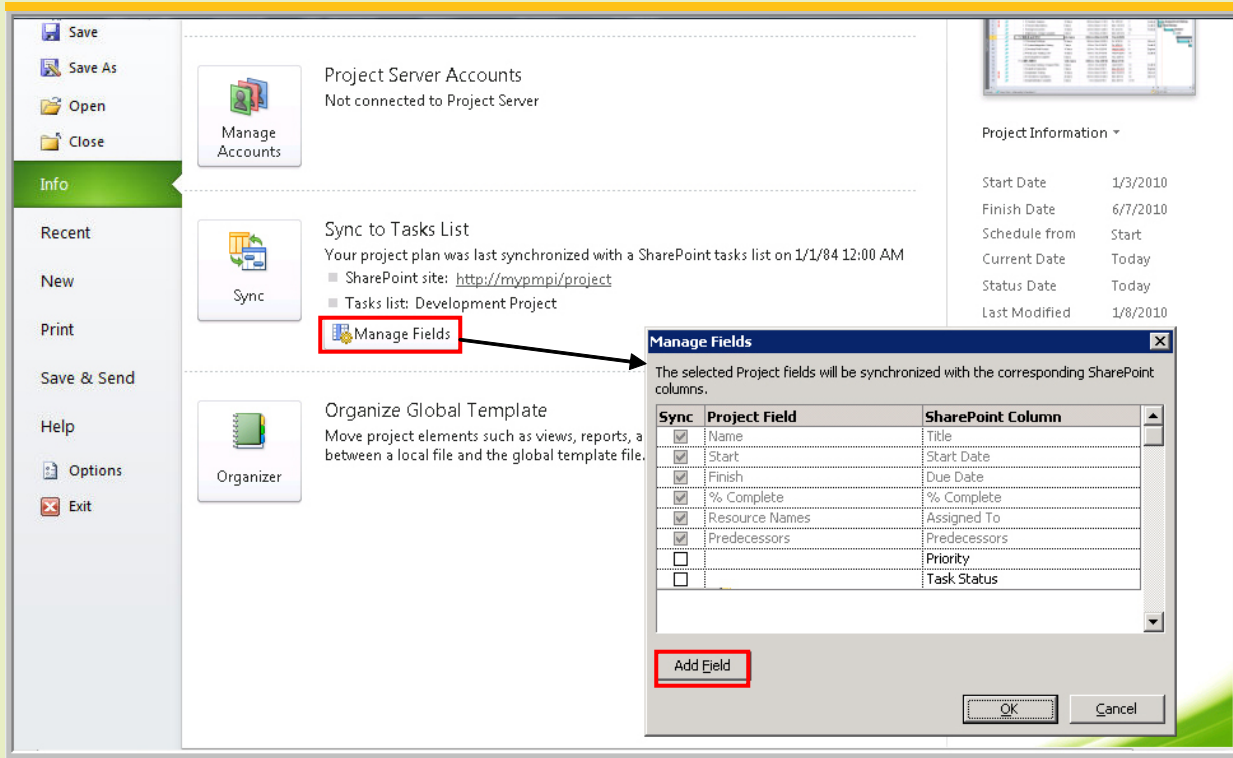 Save
Save As
Open
Close
Info
Recent
New
Print
Save & Send
Help
Options
Exit
Manage
Accounts
Project Server Accounts
Not connected to Project Server
Sync
Sync to Tasks List
Your project plan was last synchronized with a SharePoint tasks list on 1/1/84 12:00 AM
SharePoint site: http://mypmpi/project
Tasks list: Development Project
Manage Fields
Organizer
Organize Global Template
Move project elements such as views, reports, a
between a local file and the global template file.
Project Information
Start Date 1/3/2010
Finish Date 6/7/2010
Schedule from Start
Current Date Today
Status Date Today
Last Modified 1/8/2010
Manage Fields
The selected Project fields will be synchronized with the corresponding SharePoint
columns.
Sync Project Field SharePoint Column
Name Title
Start Start Date
Finish Due Date
% Complete % Complete
Resource Names Assigned To
Predecessors Predecessors
Priority
Task Status
Add Field
OK Cancel